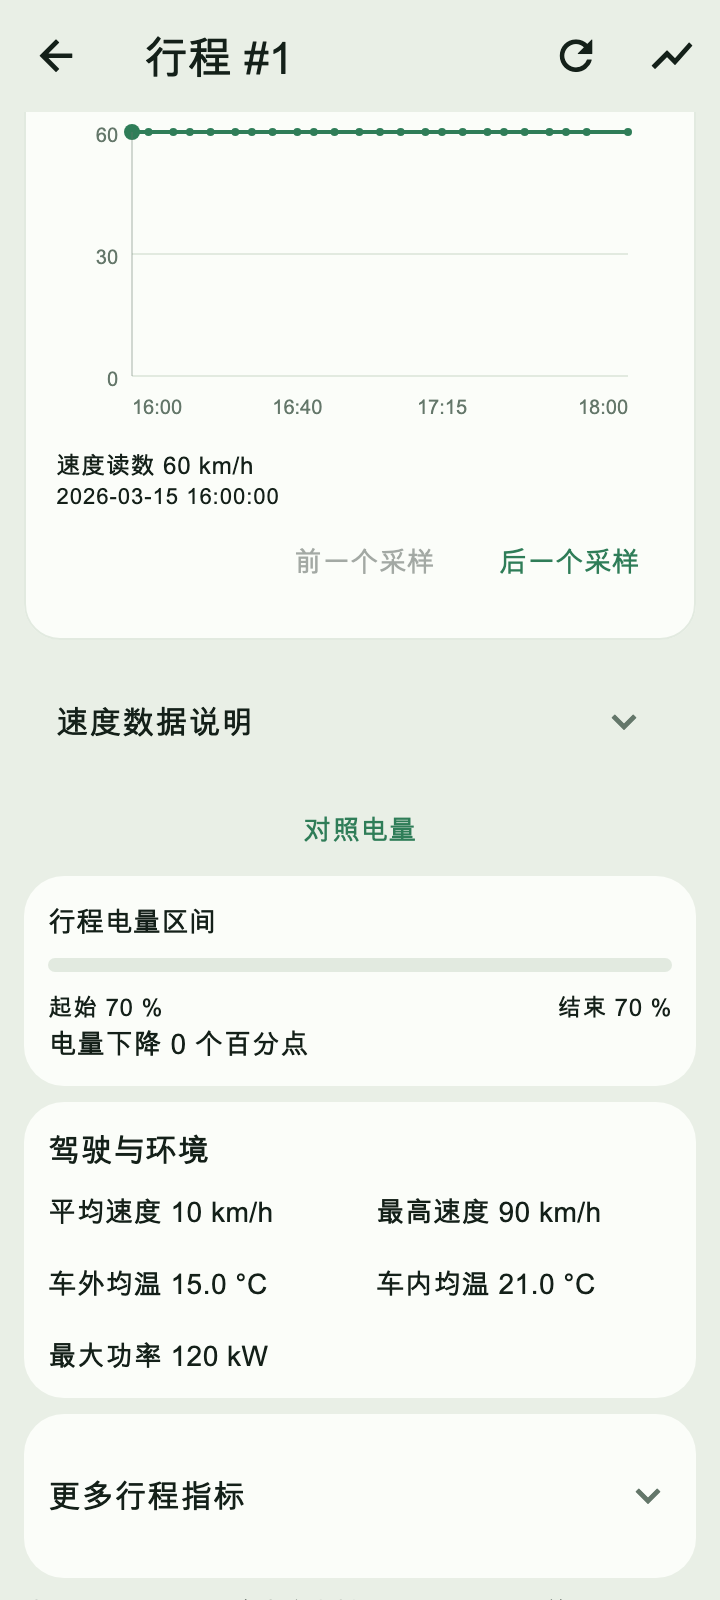 行程 #1
60
30
0
16:00 16:40 17:15 18:00
速度读数 60 km/h
2026-03-15 16:00:00
前一个采样 后一个采样
速度数据说明
对照电量
行程电量区间
起始 70 % 结束 70 %
电量下降 0 个百分点
驾驶与环境
平均速度 10 km/h 最高速度 90 km/h
车外均温 15.0 °C 车内均温 21.0 °C
最大功率 120 kW
更多行程指标